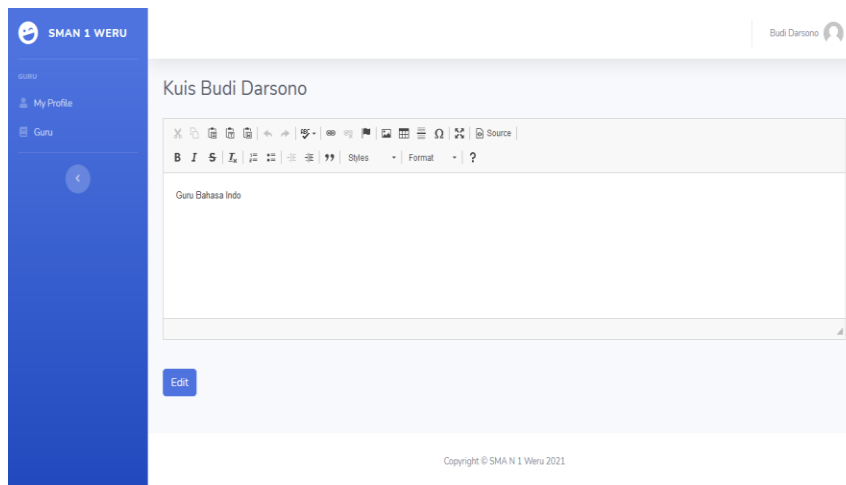 SMAN 1 WERU
Budi Darsono
GURU
My Profile
Guru
Kuis Budi Darsono
Source
B I S Ix Styles Format ?
Guru Bahasa Indo
Edit
Copyright © SMA N 1 Weru 2021